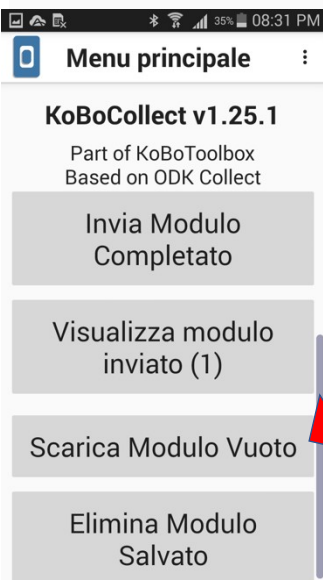 35% 08:31 PM
Menu principale
KoBoCollect v1.25.1
Part of KoBoToolbox
Based on ODK Collect
Invia Modulo
Completato
Visualizza modulo
inviato (1)
Scarica Modulo Vuoto
Elimina Modulo
Salvato